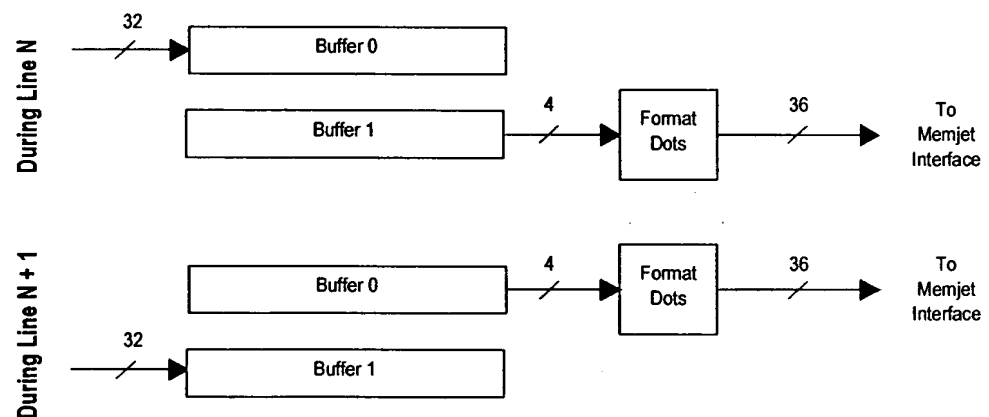 During Line N
32
Buffer 0
Buffer 1
4
Format
Dots
36
To
Memjet
Interface
During Line N + 1
Buffer 0
4
Format
Dots
36
To
Memjet
Interface
32
Buffer 1